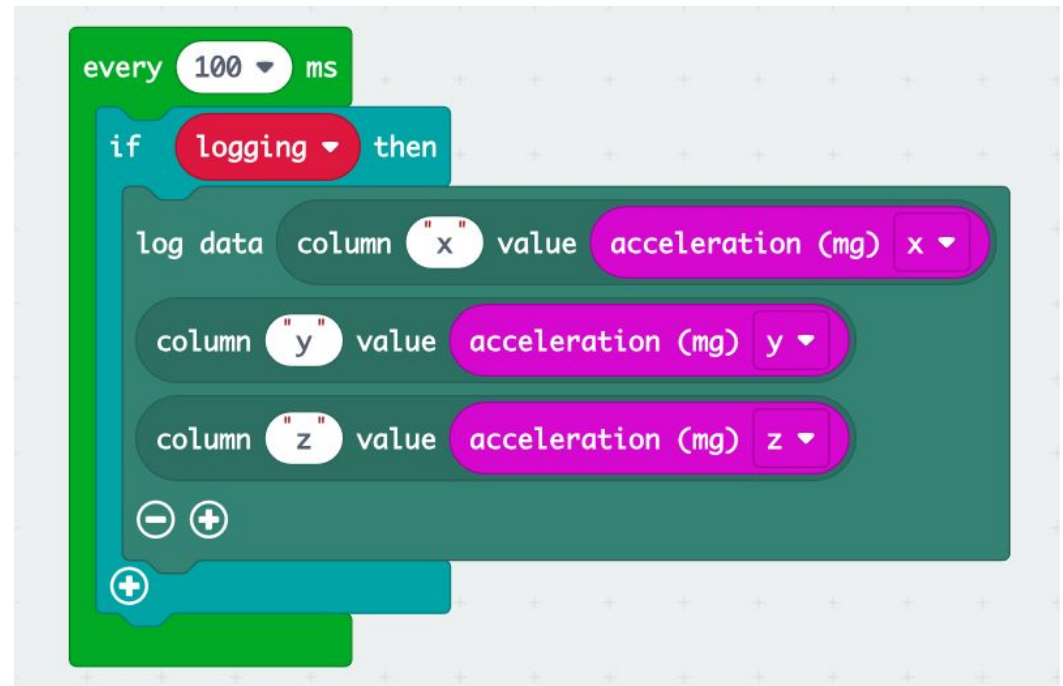 every 100 ms
if logging then
log data column "x" value acceleration (mg) x
column "y" value acceleration (mg) y
column "z" value acceleration (mg) z